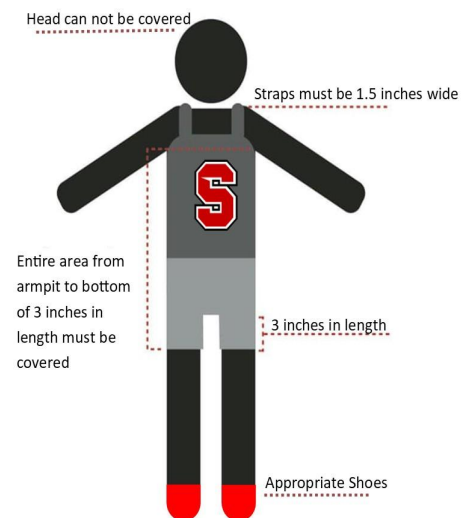 Head can not be covered
Straps must be 1.5 inches wide
S
Entire area from
armpit to bottom
of 3 inches in
length must be
covered
3 inches in length
Appropriate Shoes